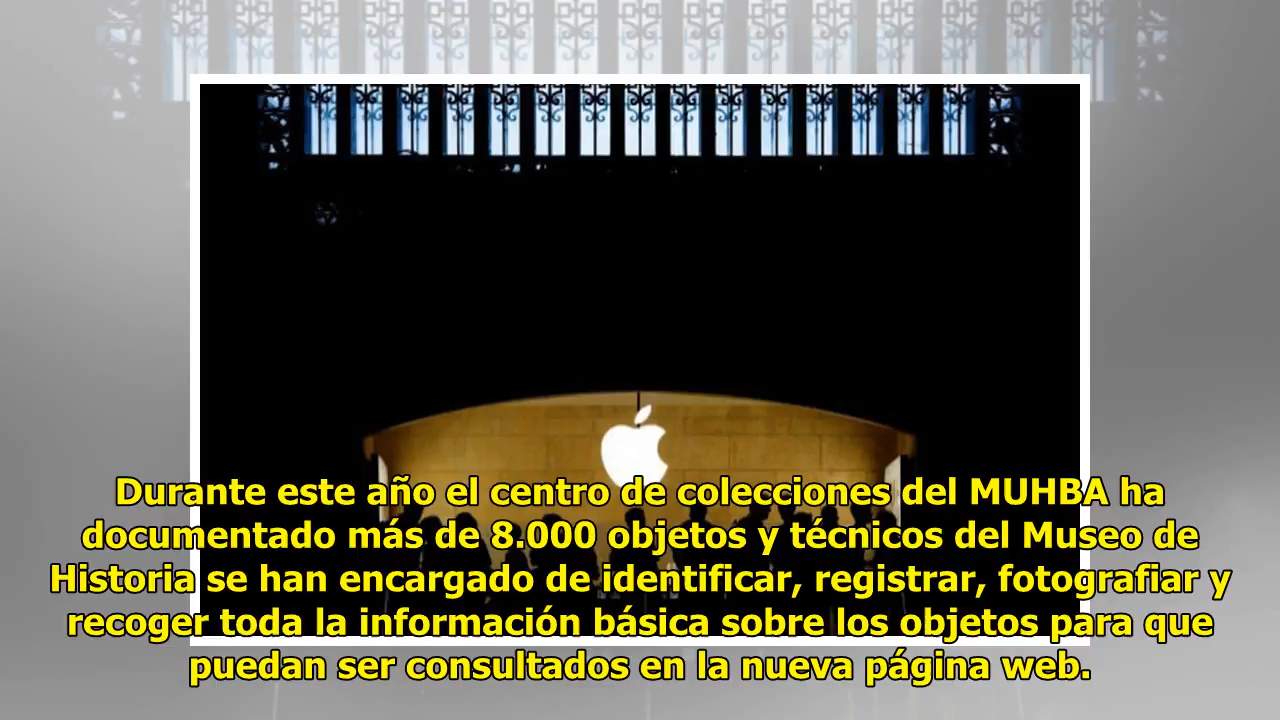 Durante este año el centro de colecciones del MUHBA ha
documentado más de 8.000 objetos y técnicos del Museo de
Historia se han encargado de identificar, registrar, fotografiar y
recoger toda la información básica sobre los objetos para que
puedan ser consultados en la nueva página web.